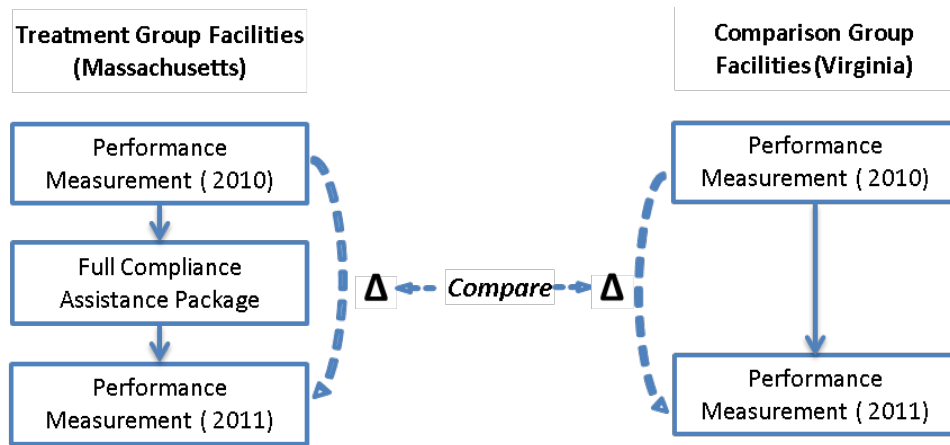 Treatment Group Facilities
(Massachusetts)
Performance
Measurement ( 2010)
Full Compliance
Assistance Package
Performance
Measurement ( 2011)
Δ
Compare
Δ
Comparison Group
Facilities (Virginia)
Performance
Measurement ( 2010)
Performance
Measurement ( 2011)